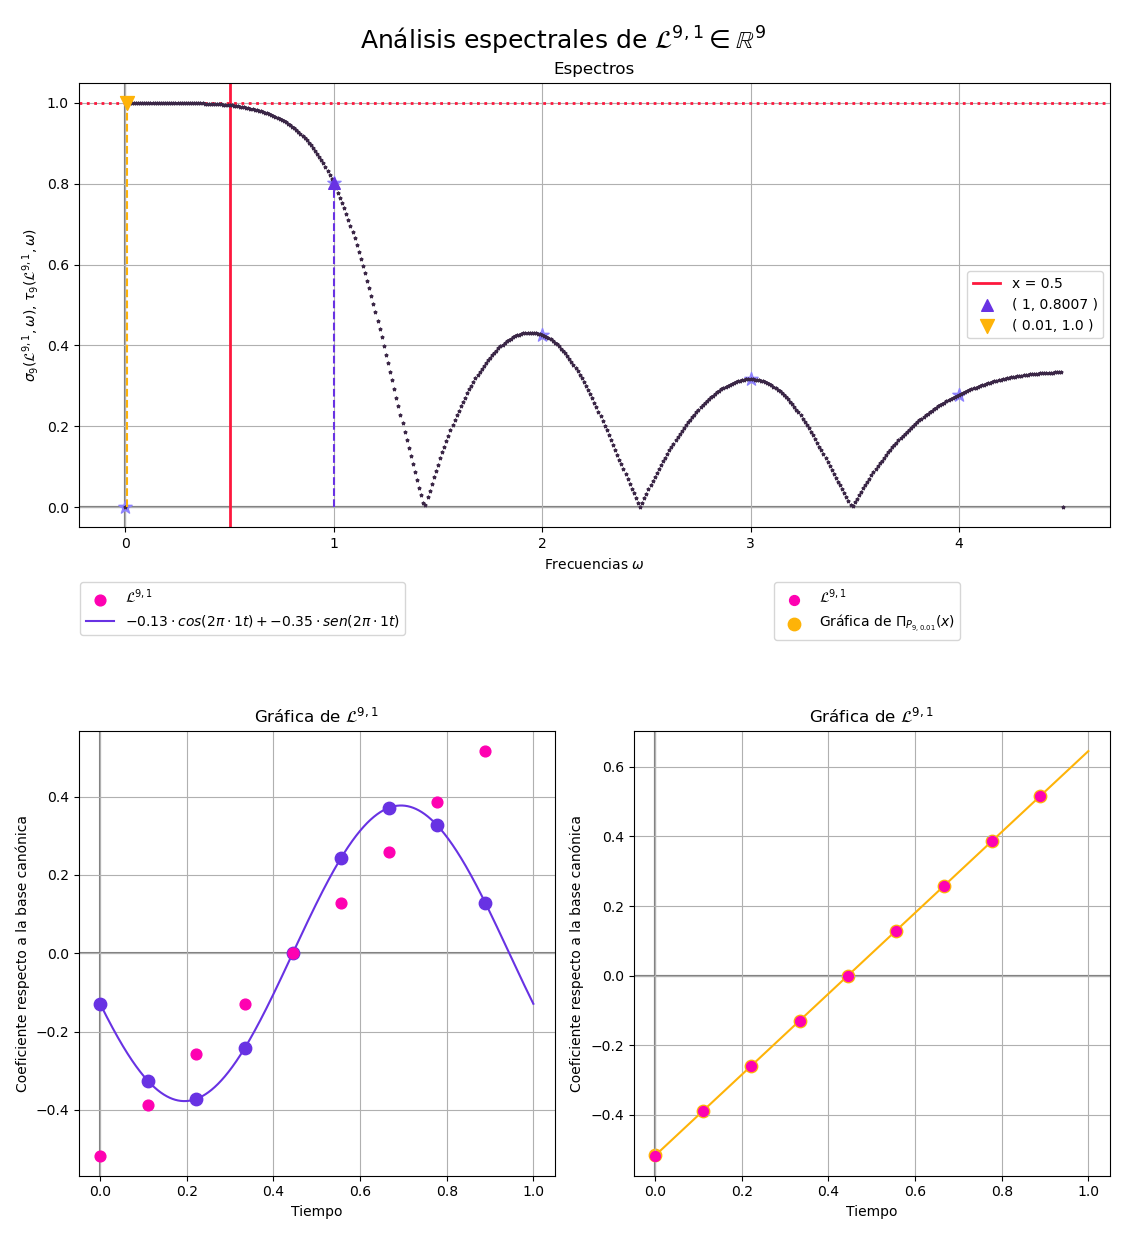 Análisis espectrales de 𝓛^{9,1} ∈ ℝ^9
Espectros
1.0
0.8
0.6
0.4
0.2
0.0
σ_9(𝓛^{9,1}, ω), τ_9(𝓛^{9,1}, ω)
x = 0.5
( 1, 0.8007 )
( 0.01, 1.0 )
0 1 2 3 4
Frecuencias ω
𝓛^{9,1}
−0.13 · cos(2π · 1t) + −0.35 · sen(2π · 1t)
𝓛^{9,1}
Gráfica de Π_{P_{9,0.01}}(x)
Gráfica de 𝓛^{9,1}
0.4
0.2
0.0
−0.2
−0.4
Coeficiente respecto a la base canónica
0.0 0.2 0.4 0.6 0.8 1.0
Tiempo
Gráfica de 𝓛^{9,1}
0.6
0.4
0.2
0.0
−0.2
−0.4
Coeficiente respecto a la base canónica
0.0 0.2 0.4 0.6 0.8 1.0
Tiempo